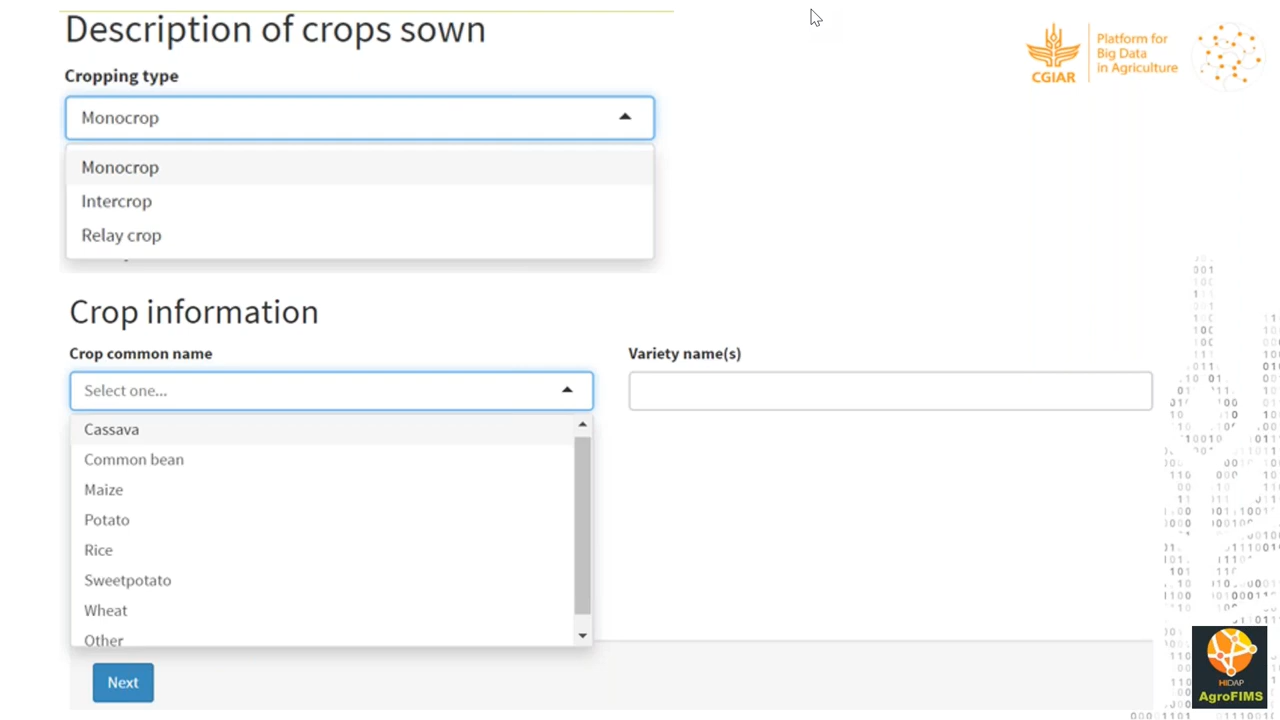 Description of crops sown
Cropping type
Monocrop
Monocrop
Intercrop
Relay crop
CGIAR
Platform for
Big Data
in Agriculture
Crop information
Crop common name
Variety name(s)
Select one...
Cassava
Common bean
Maize
Potato
Rice
Sweetpotato
Wheat
Other
Next
HIDAP
AgroFIMS